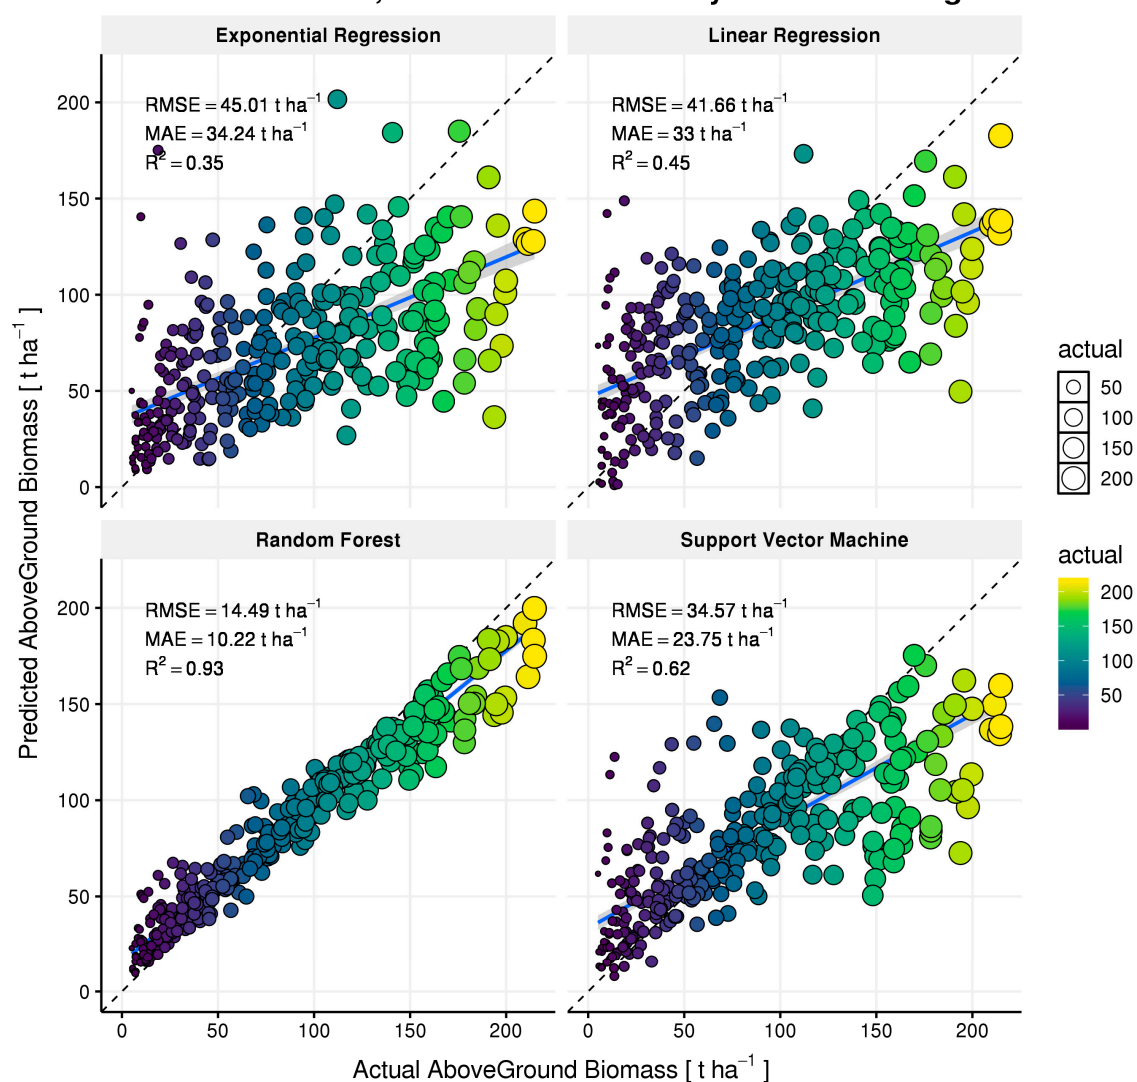 Exponential Regression
Linear Regression
RMSE = 45.01 t ha⁻¹
MAE = 34.24 t ha⁻¹
R² = 0.35
RMSE = 41.66 t ha⁻¹
MAE = 33 t ha⁻¹
R² = 0.45
200
150
100
50
0
Random Forest
Support Vector Machine
RMSE = 14.49 t ha⁻¹
MAE = 10.22 t ha⁻¹
R² = 0.93
RMSE = 34.57 t ha⁻¹
MAE = 23.75 t ha⁻¹
R² = 0.62
200
150
100
50
0
0 50 100 150 200
0 50 100 150 200
Predicted AboveGround Biomass [ t ha⁻¹ ]
Actual AboveGround Biomass [ t ha⁻¹ ]
actual
50
100
150
200
actual
200
150
100
50